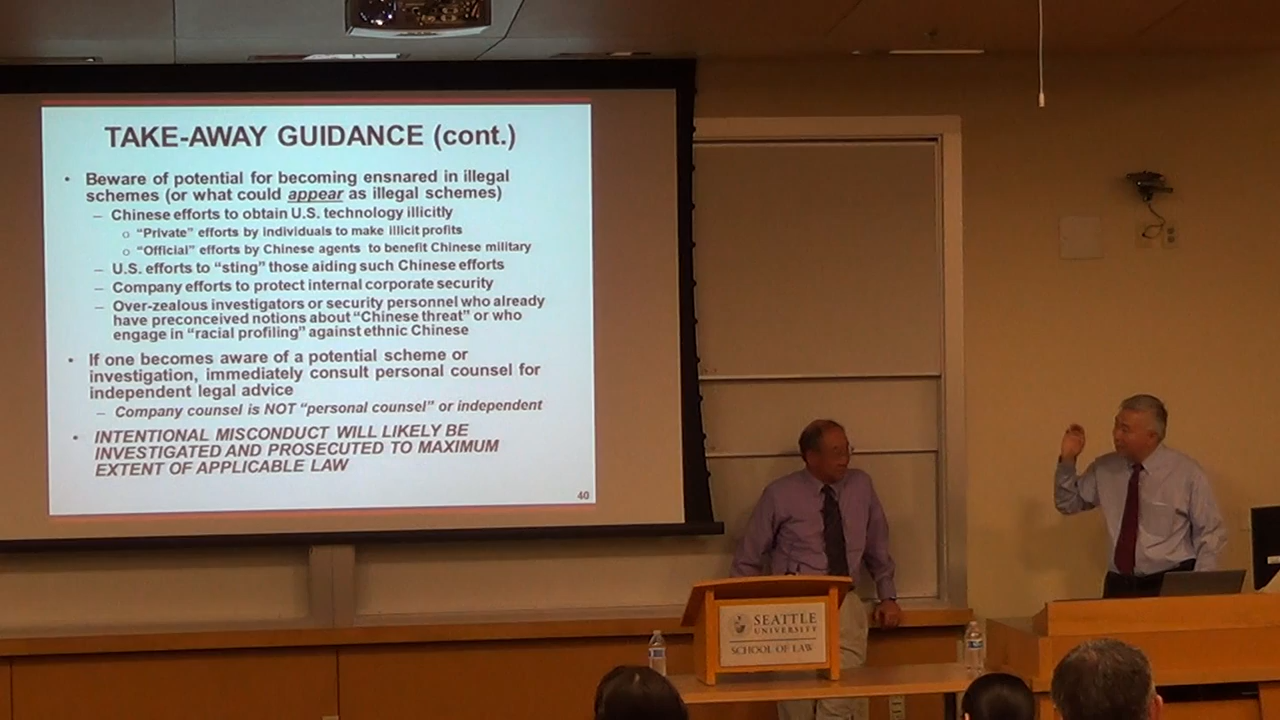 TAKE-AWAY GUIDANCE (cont.)
• Beware of potential for becoming ensnared in illegal
schemes (or what could appear as illegal schemes)
– Chinese efforts to obtain U.S. technology illicitly
o "Private" efforts by individuals to make illicit profits
o "Official" efforts by Chinese agents to benefit Chinese military
– U.S. efforts to "sting" those aiding such Chinese efforts
– Company efforts to protect internal corporate security
– Over-zealous investigators or security personnel who already
have preconceived notions about "Chinese threat" or who
engage in "racial profiling" against ethnic Chinese
• If one becomes aware of a potential scheme or
investigation, immediately consult personal counsel for
independent legal advice
– Company counsel is NOT "personal counsel" or independent
• INTENTIONAL MISCONDUCT WILL LIKELY BE
INVESTIGATED AND PROSECUTED TO MAXIMUM
EXTENT OF APPLICABLE LAW
40
SEATTLE
UNIVERSITY
SCHOOL OF LAW